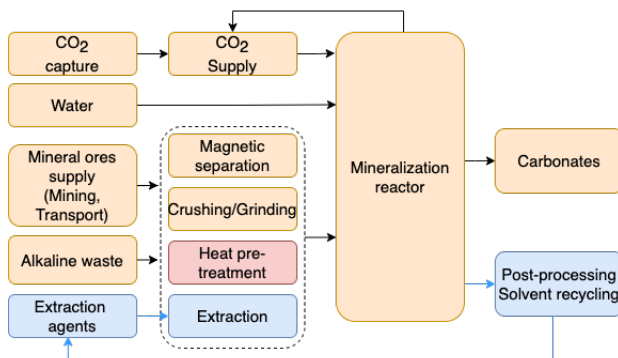 CO2
capture
CO2
Supply
Water
Mineral ores
supply
(Mining,
Transport)
Alkaline waste
Extraction
agents
Magnetic
separation
Crushing/Grinding
Heat pre-
treatment
Extraction
Mineralization
reactor
Carbonates
Post-processing
Solvent recycling